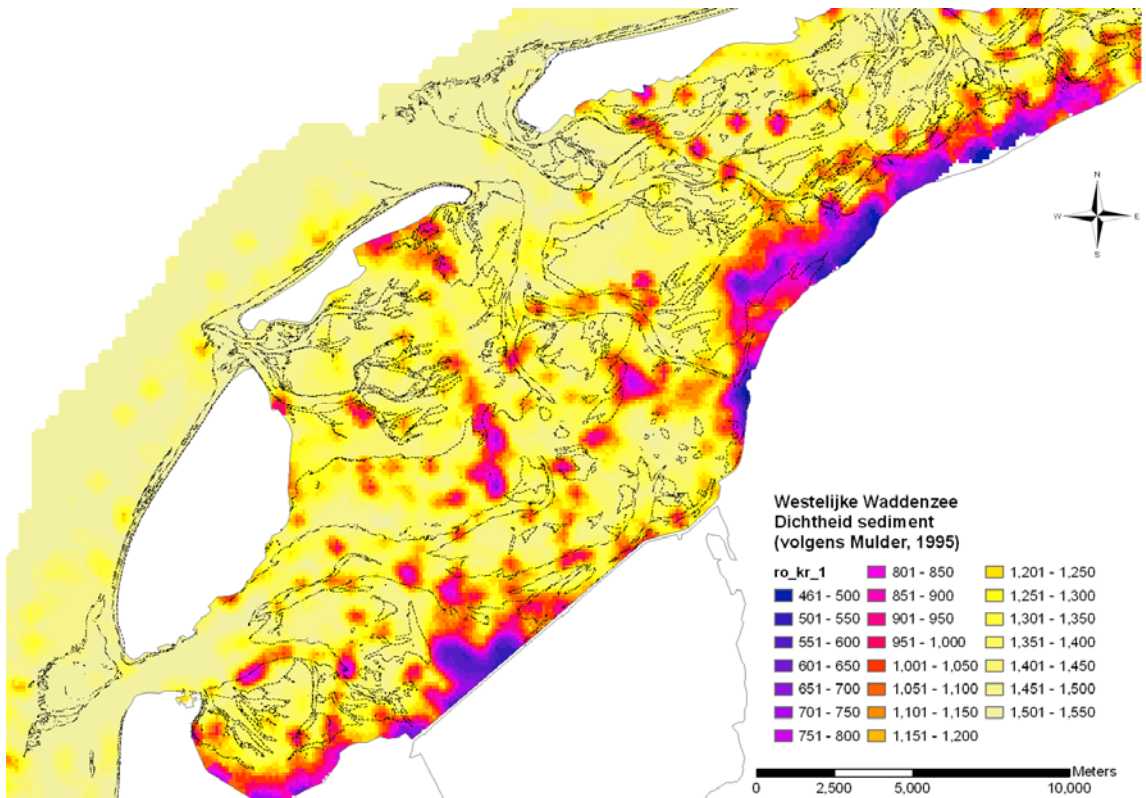 N
W E
S
Westelijke Waddenzee
Dichtheid sediment
(volgens Mulder, 1995)
ro_kr_1
461 - 500
501 - 550
551 - 600
601 - 650
651 - 700
701 - 750
751 - 800
801 - 850
851 - 900
901 - 950
951 - 1,000
1,001 - 1,050
1,051 - 1,100
1,101 - 1,150
1,151 - 1,200
1,201 - 1,250
1,251 - 1,300
1,301 - 1,350
1,351 - 1,400
1,401 - 1,450
1,451 - 1,500
1,501 - 1,550
Meters
0 2,500 5,000 10,000